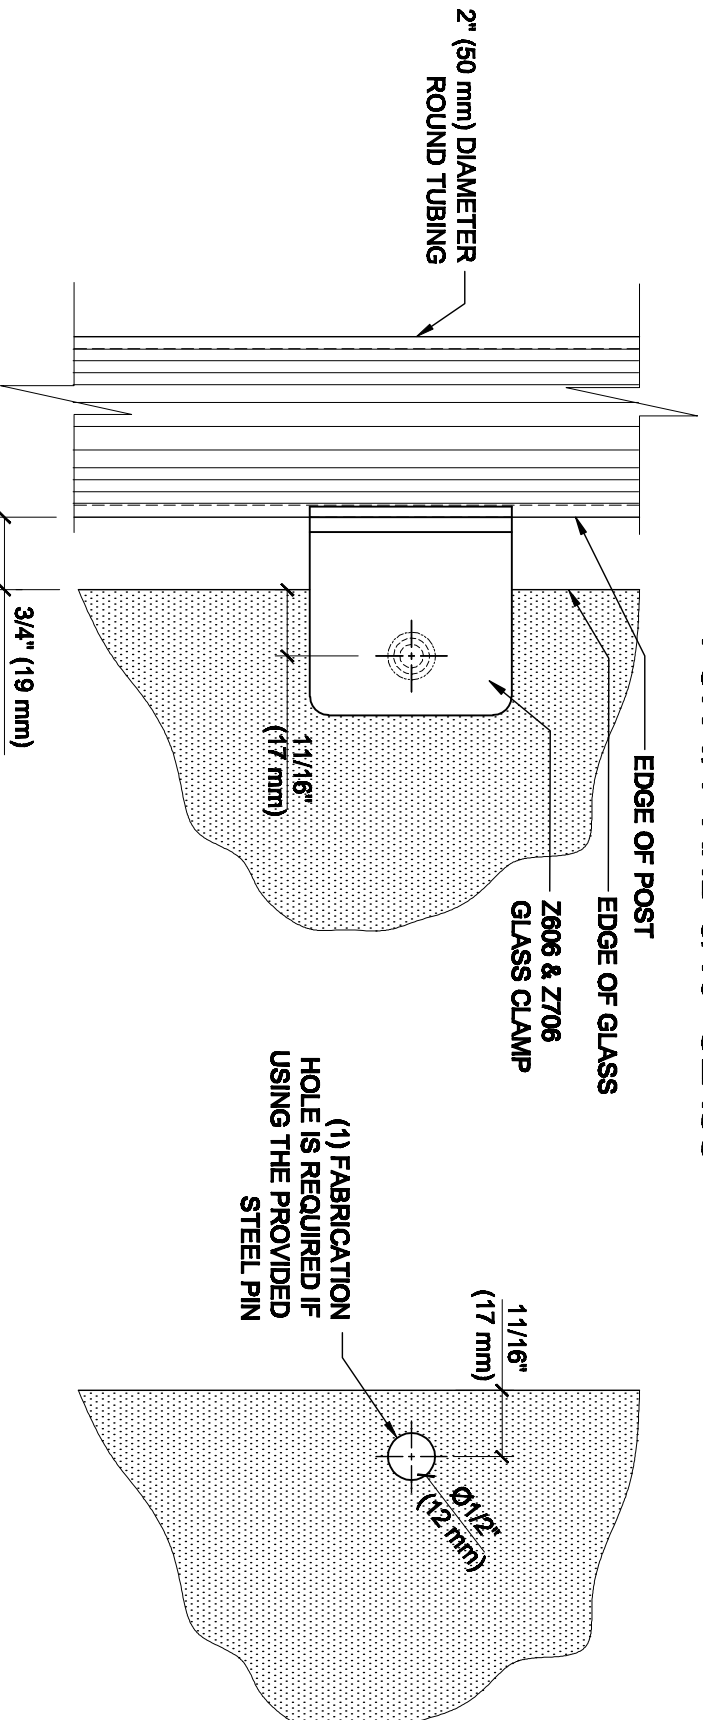 2" (50 mm) DIAMETER
ROUND TUBING
EDGE OF POST
EDGE OF GLASS
Z606 & Z706
GLASS CLAMP
11/16"
(17 mm)
3/4" (19 mm)
(1) FABRICATION
HOLE IS REQUIRED IF
USING THE PROVIDED
STEEL PIN
11/16"
(17 mm)
Ø1/2"
(12 mm)